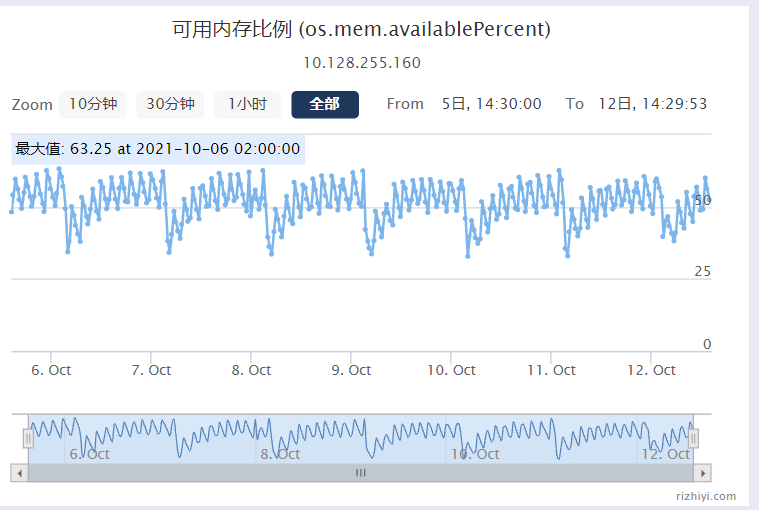 可用内存比例 (os.mem.availablePercent)
10.128.255.160
Zoom 10分钟 30分钟 1小时 全部 From 5日, 14:30:00 To 12日, 14:29:53
最大值: 63.25 at 2021-10-06 02:00:00
50
25
0
6. Oct 7. Oct 8. Oct 9. Oct 10. Oct 11. Oct 12. Oct
6. Oct 8. Oct 10. Oct 12. Oct
rizhiyi.com